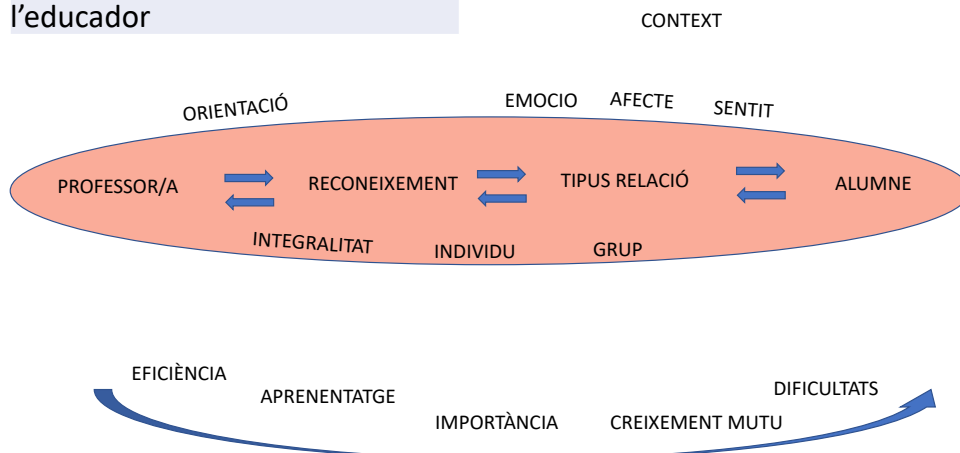 l'educador
CONTEXT
ORIENTACIÓ
EMOCIO AFECTE SENTIT
PROFESSOR/A RECONEIXEMENT TIPUS RELACIÓ ALUMNE
INTEGRALITAT INDIVIDU GRUP
EFICIÈNCIA
APRENENTATGE
DIFICULTATS
IMPORTÀNCIA CREIXEMENT MUTU